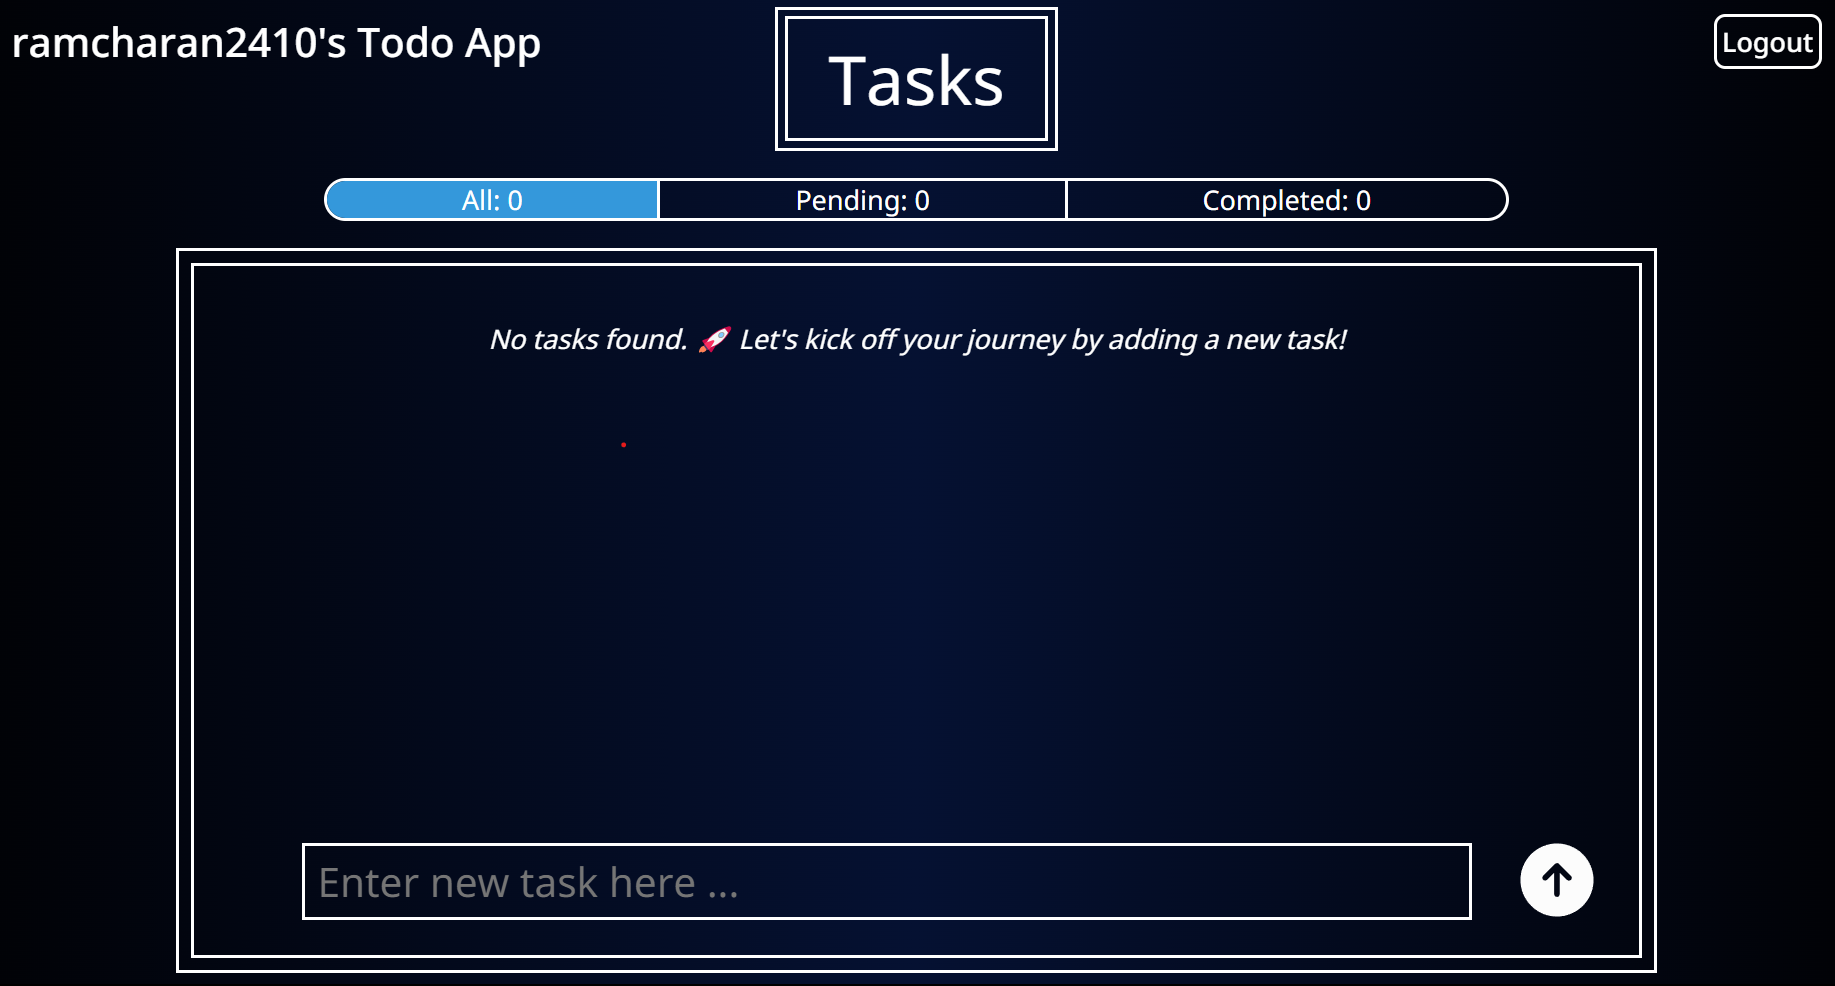 ramcharan2410's Todo App
Tasks
Logout
All: 0
Pending: 0
Completed: 0
No tasks found. 🚀 Let's kick off your journey by adding a new task!
Enter new task here ...